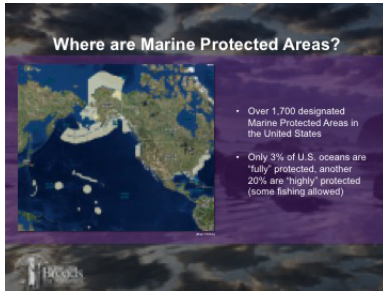 Where are Marine Protected Areas?
• Over 1,700 designated
Marine Protected Areas in
the United States
• Only 3% of U.S. oceans are
"fully" protected, another
20% are "highly" protected
(some fishing allowed)